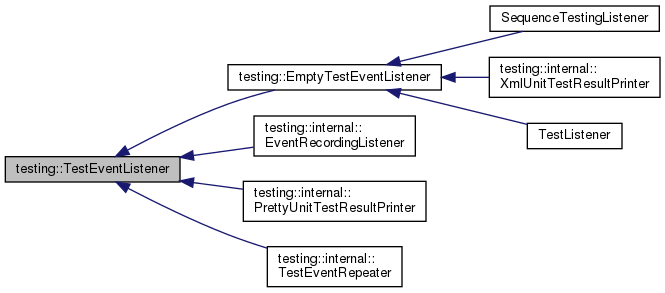 SequenceTestingListener
testing::EmptyTestEventListener
testing::internal::
XmlUnitTestResultPrinter
testing::internal::
EventRecordingListener
TestListener
testing::TestEventListener
testing::internal::
PrettyUnitTestResultPrinter
testing::internal::
TestEventRepeater